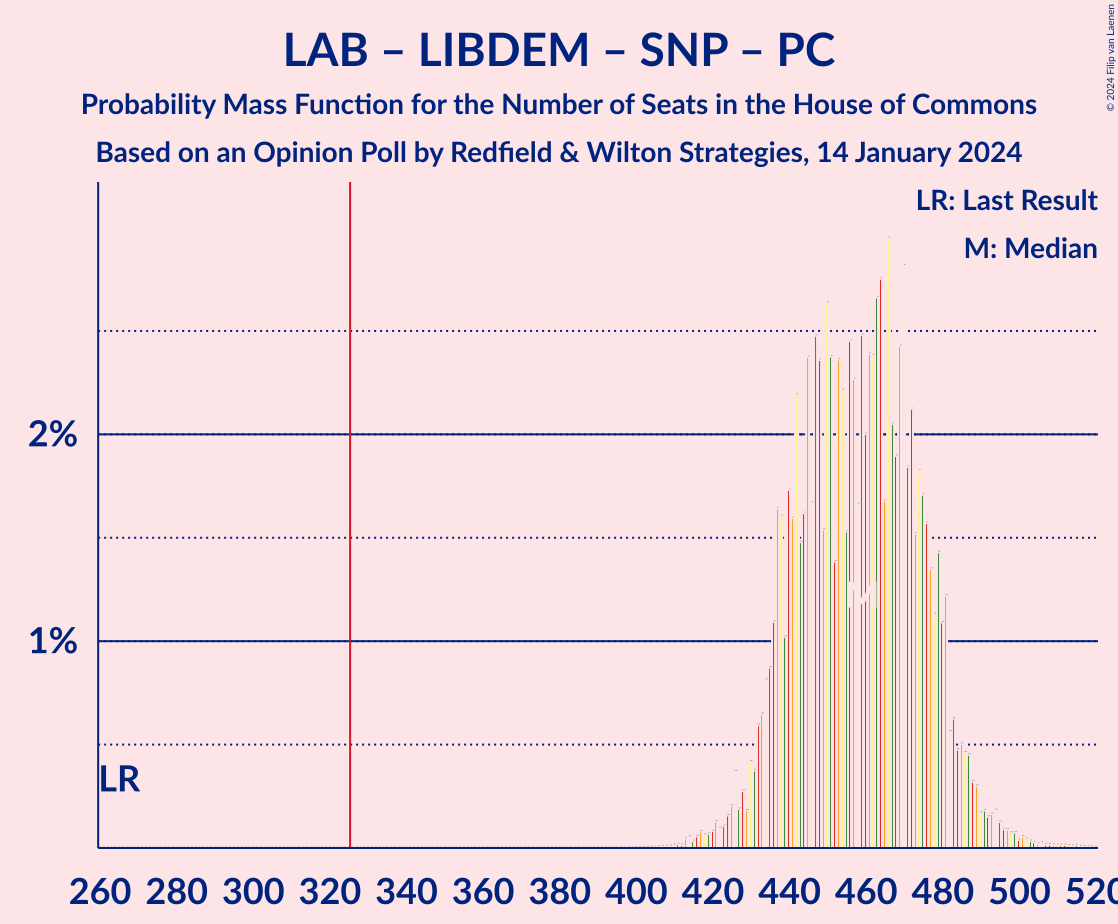 LAB – LIBDEM – SNP – PC
Probability Mass Function for the Number of Seats in the House of Commons
Based on an Opinion Poll by Redfield & Wilton Strategies, 14 January 2024
© 2024 Filip van Laenen
LR: Last Result
M: Median
2%
1%
LR
M
260 280 300 320 340 360 380 400 420 440 460 480 500 520